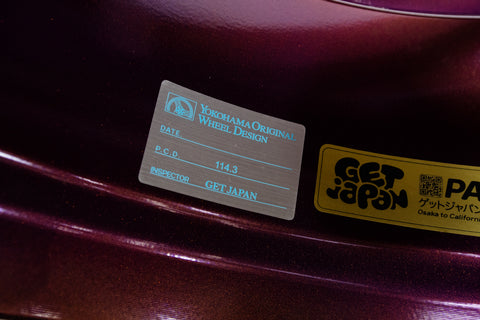 YOKOHAMA ORIGINAL
WHEEL DESIGN
DATE
P.C.D. 114.3
INSPECTOR GET JAPAN
GET
JAPAN
PA
ゲットジャパン
Osaka to California